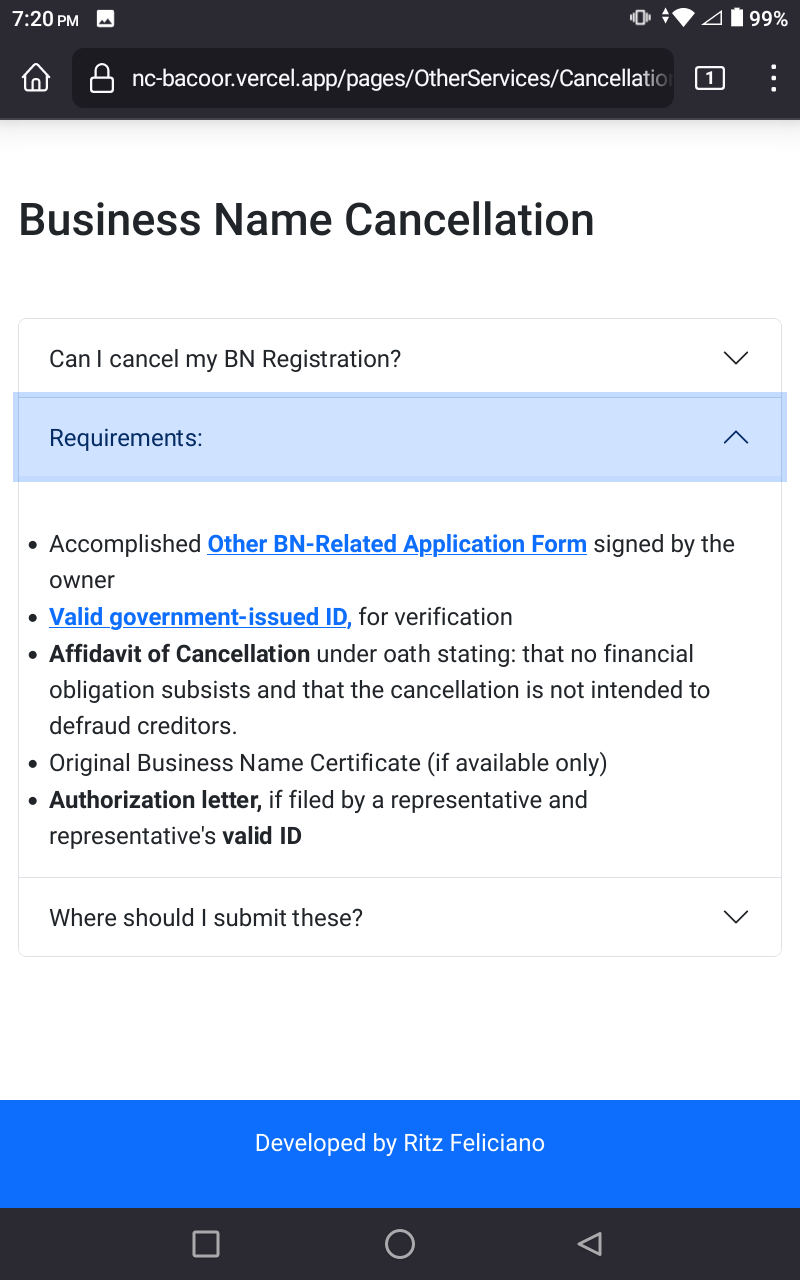 7:20 PM 99%
nc-bacoor.vercel.app/pages/OtherServices/Cancellation 1
Business Name Cancellation
Can I cancel my BN Registration?
Requirements:
• Accomplished Other BN-Related Application Form signed by the
owner
• Valid government-issued ID, for verification
• Affidavit of Cancellation under oath stating: that no financial
obligation subsists and that the cancellation is not intended to
defraud creditors.
• Original Business Name Certificate (if available only)
• Authorization letter, if filed by a representative and
representative's valid ID
Where should I submit these?
Developed by Ritz Feliciano